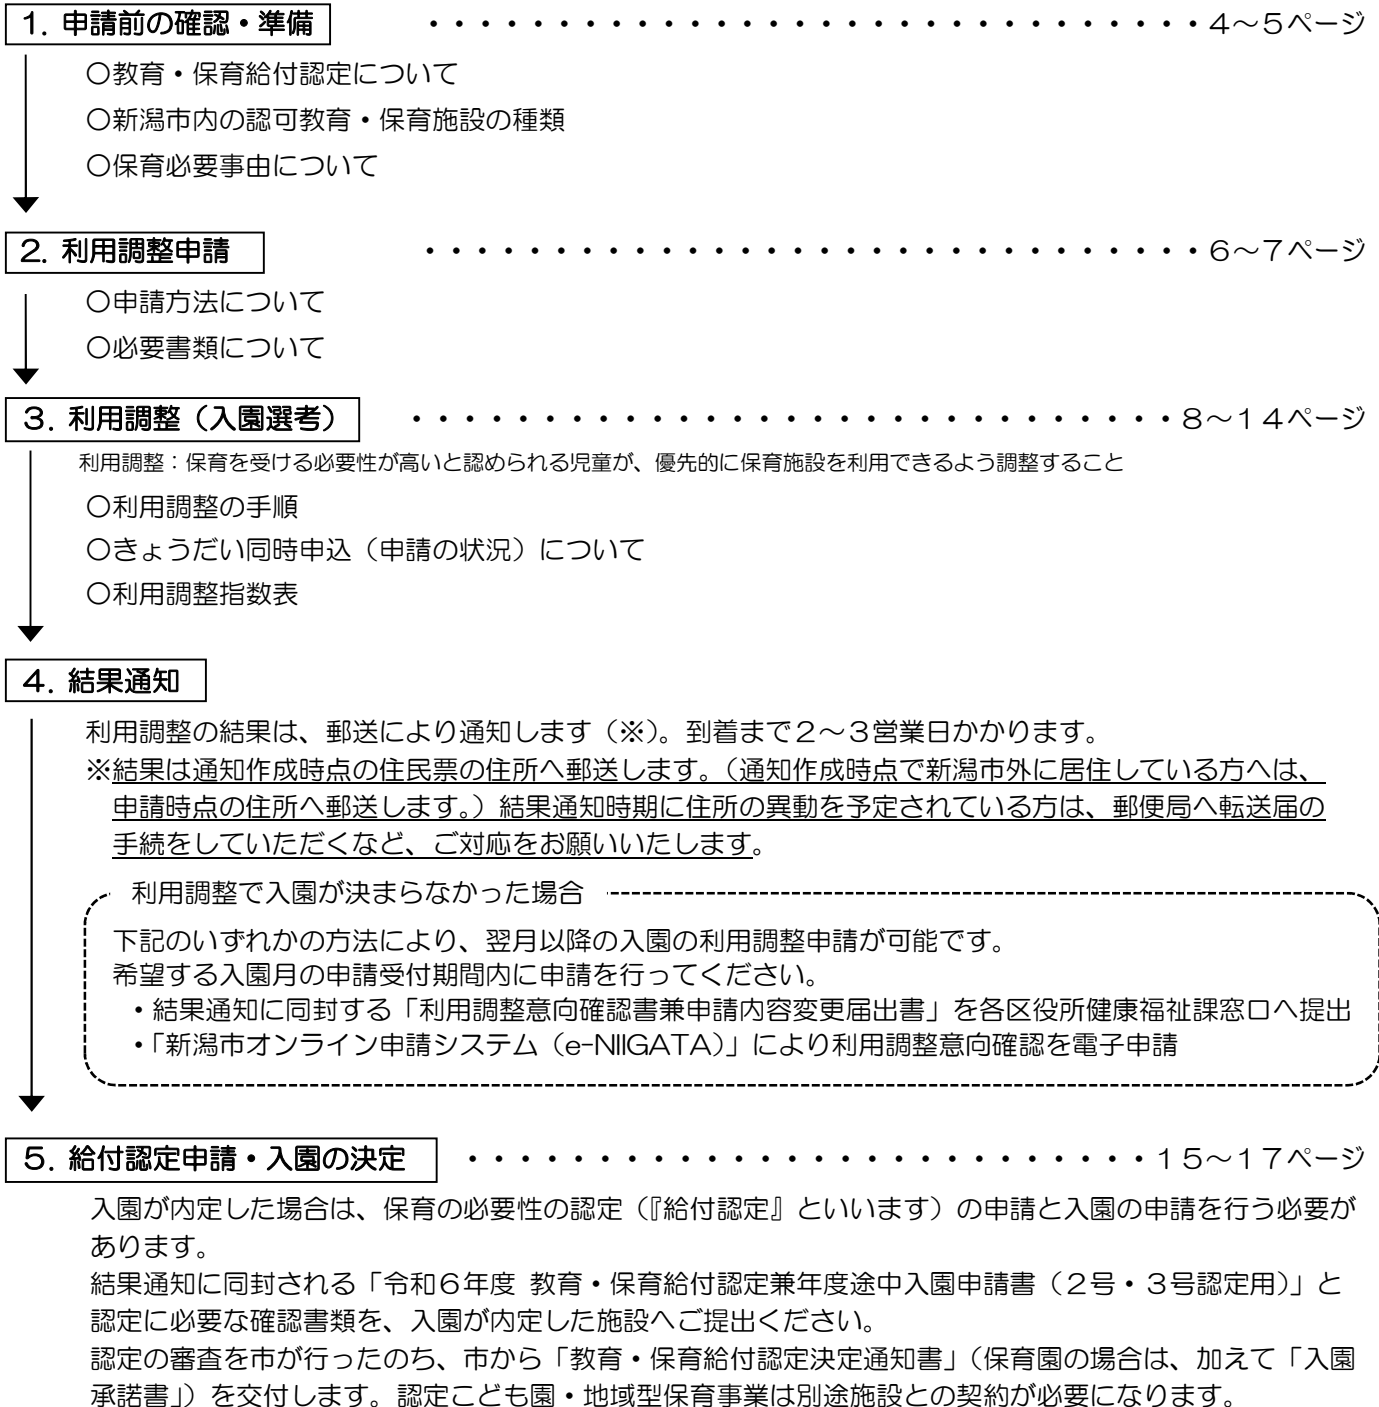 １．申請前の確認・準備　・・・・・・・・・・・・・・・・・・・・・・・・・・・・・４～５ページ
○教育・保育給付認定について
○新潟市内の認可教育・保育施設の種類
○保育必要事由について
２．利用調整申請　・・・・・・・・・・・・・・・・・・・・・・・・・・・・・６～７ページ
○申請方法について
○必要書類について
３．利用調整（入園選考）　・・・・・・・・・・・・・・・・・・・・・・・・・・・・・８～１４ページ
利用調整：保育を受ける必要性が高いと認められる児童が、優先的に保育施設を利用できるよう調整すること
○利用調整の手順
○きょうだい同時申込（申請の状況）について
○利用調整指数表
４．結果通知
利用調整の結果は、郵送により通知します（※）。到着まで２～３営業日かかります。
※結果は通知作成時点の住民票の住所へ郵送します。（通知作成時点で新潟市外に居住している方へは、
申請時点の住所へ郵送します。）結果通知時期に住所の異動を予定されている方は、郵便局へ転送届の
手続をしていただくなど、ご対応をお願いいたします。
利用調整で入園が決まらなかった場合
下記のいずれかの方法により、翌月以降の入園の利用調整申請が可能です。
希望する入園月の申請受付期間内に申請を行ってください。
・結果通知に同封する「利用調整意向確認書兼申請内容変更届出書」を各区役所健康福祉課窓口へ提出
・「新潟市オンライン申請システム（e-NIIGATA）」により利用調整意向確認を電子申請
５．給付認定申請・入園の決定　・・・・・・・・・・・・・・・・・・・・・・・・・・１５～１７ページ
入園が内定した場合は、保育の必要性の認定（『給付認定』といいます）の申請と入園の申請を行う必要が
あります。
結果通知に同封される「令和６年度 教育・保育給付認定兼年度途中入園申請書（２号・３号認定用）」と
認定に必要な確認書類を、入園が内定した施設へご提出ください。
認定の審査を市が行ったのち、市から「教育・保育給付認定決定通知書」（保育園の場合は、加えて「入園
承諾書」）を交付します。認定こども園・地域型保育事業は別途施設との契約が必要になります。